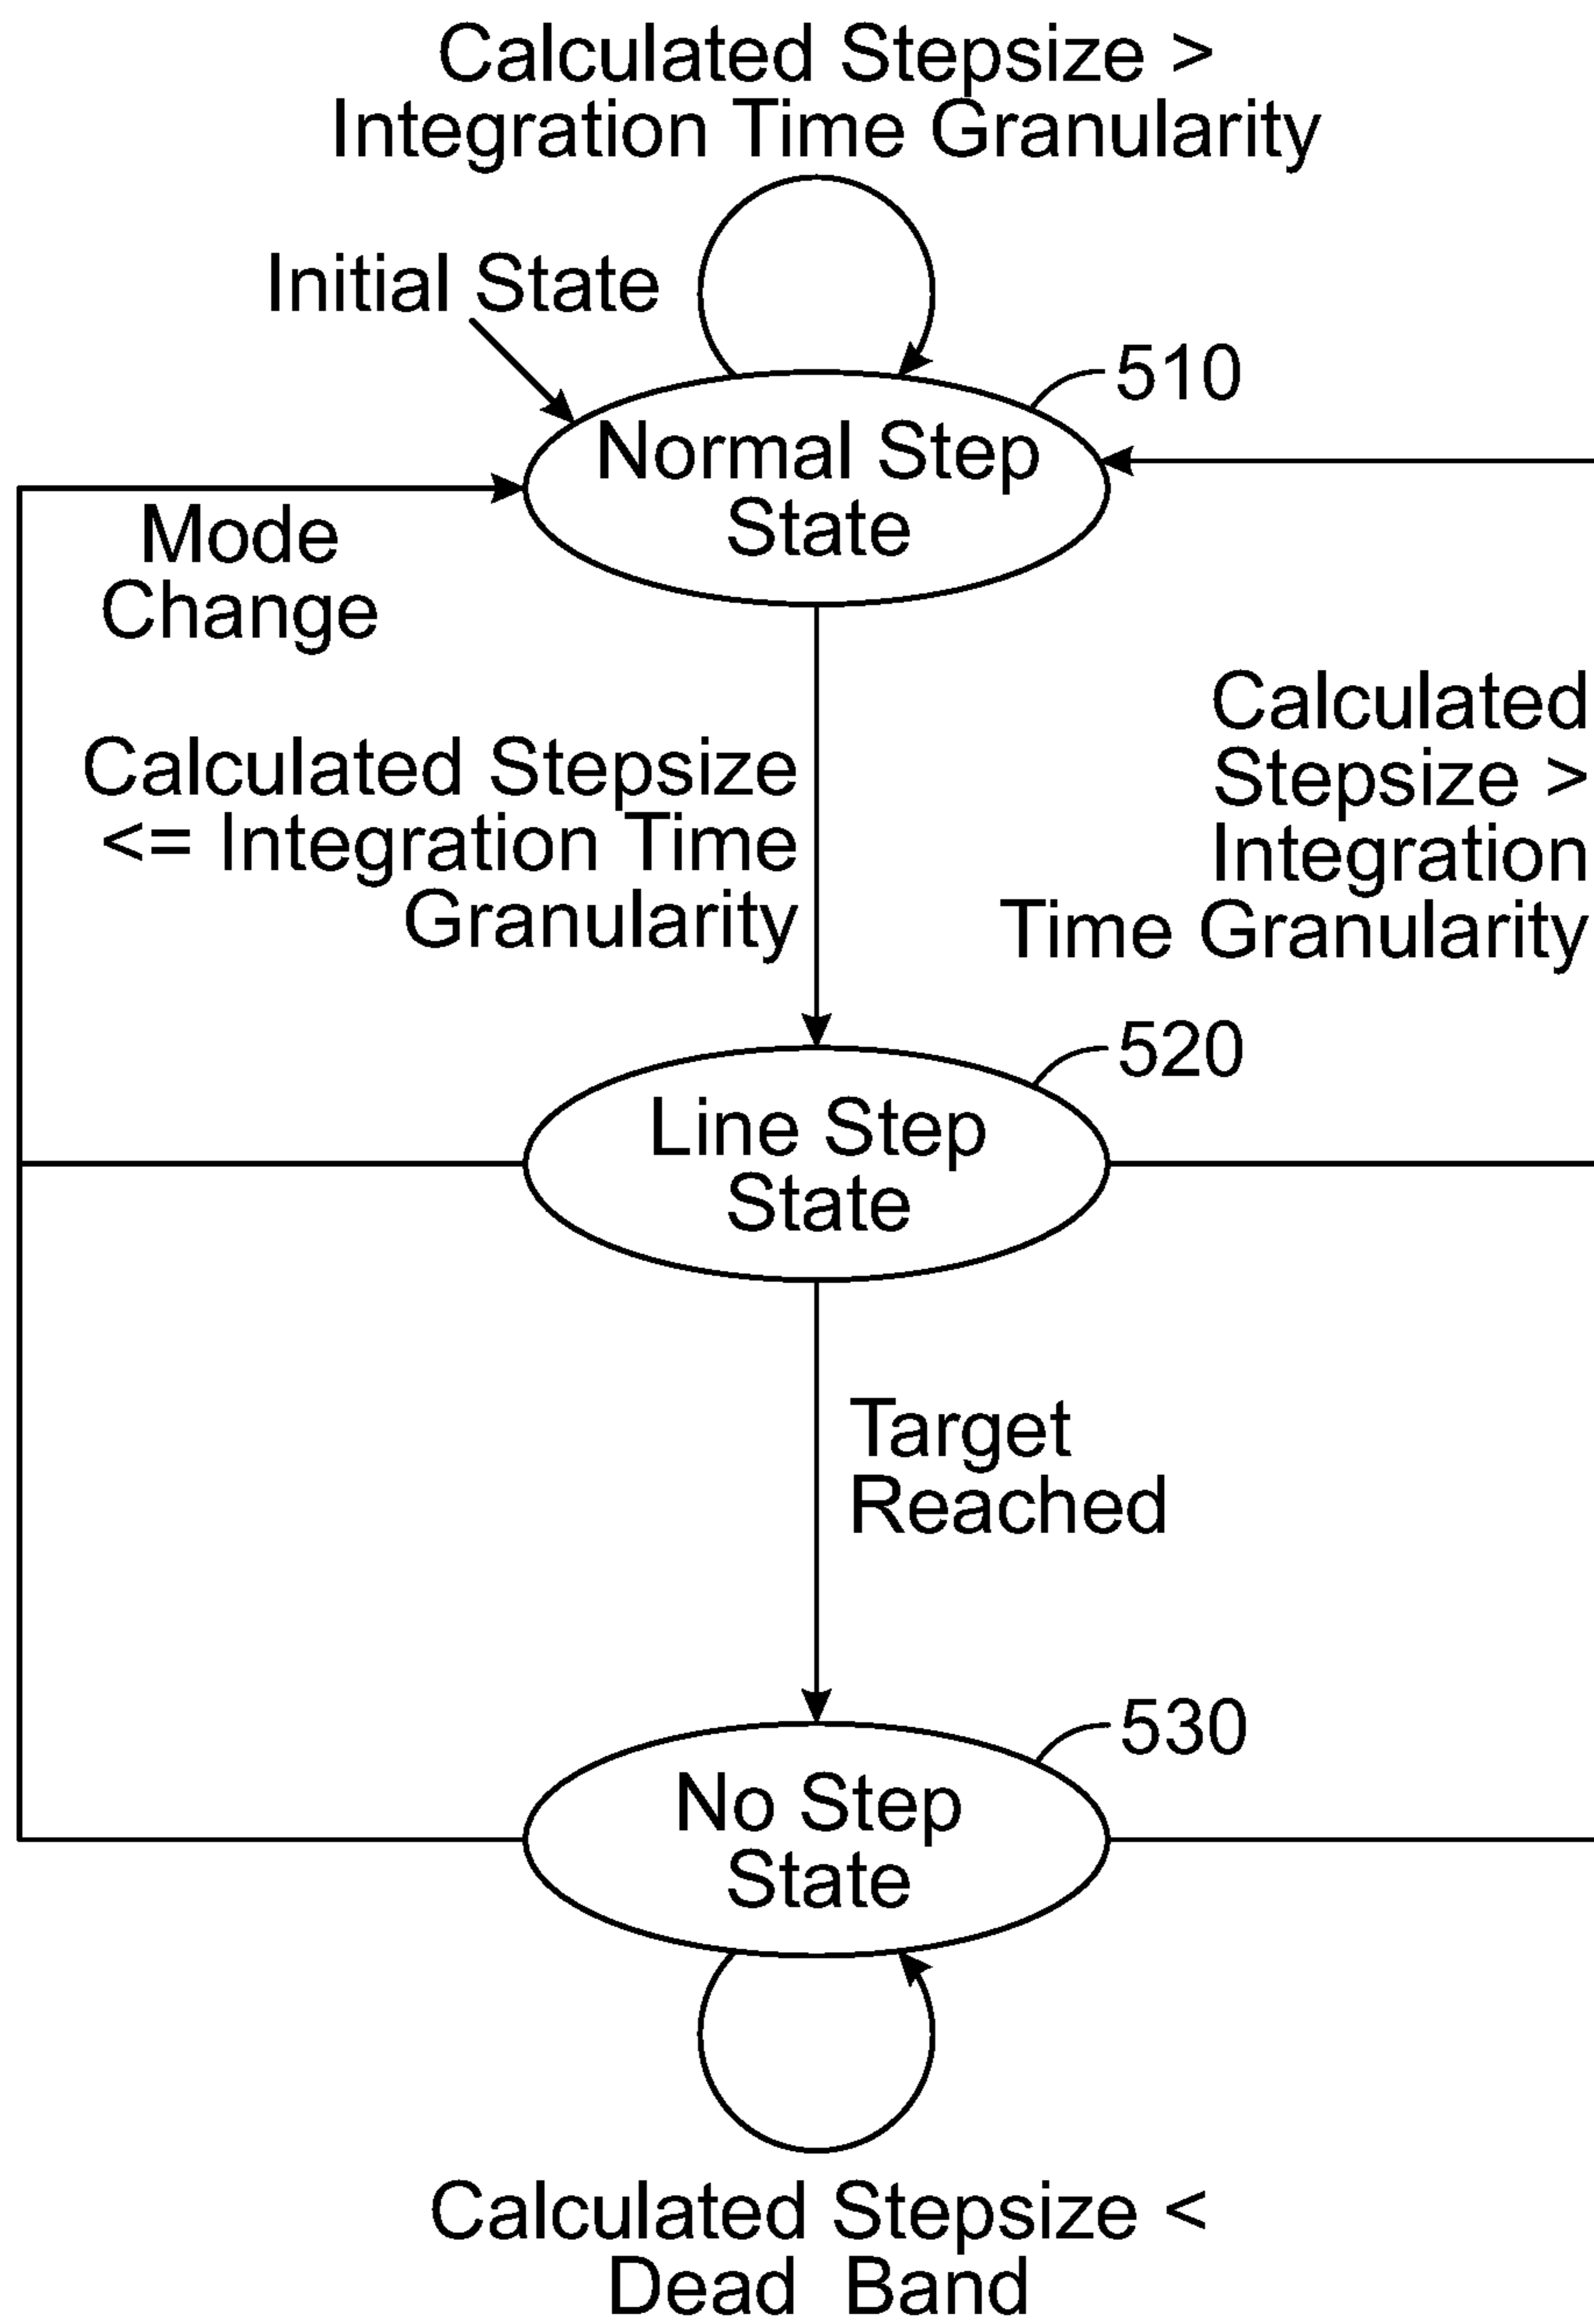 Calculated Stepsize >
Integration Time Granularity
Initial State
510
Normal Step
State
Mode
Change
Calculated
Stepsize >
Integration
Time Granularity
Calculated Stepsize
<= Integration Time
Granularity
520
Line Step
State
Target
Reached
530
No Step
State
Calculated Stepsize <
Dead Band